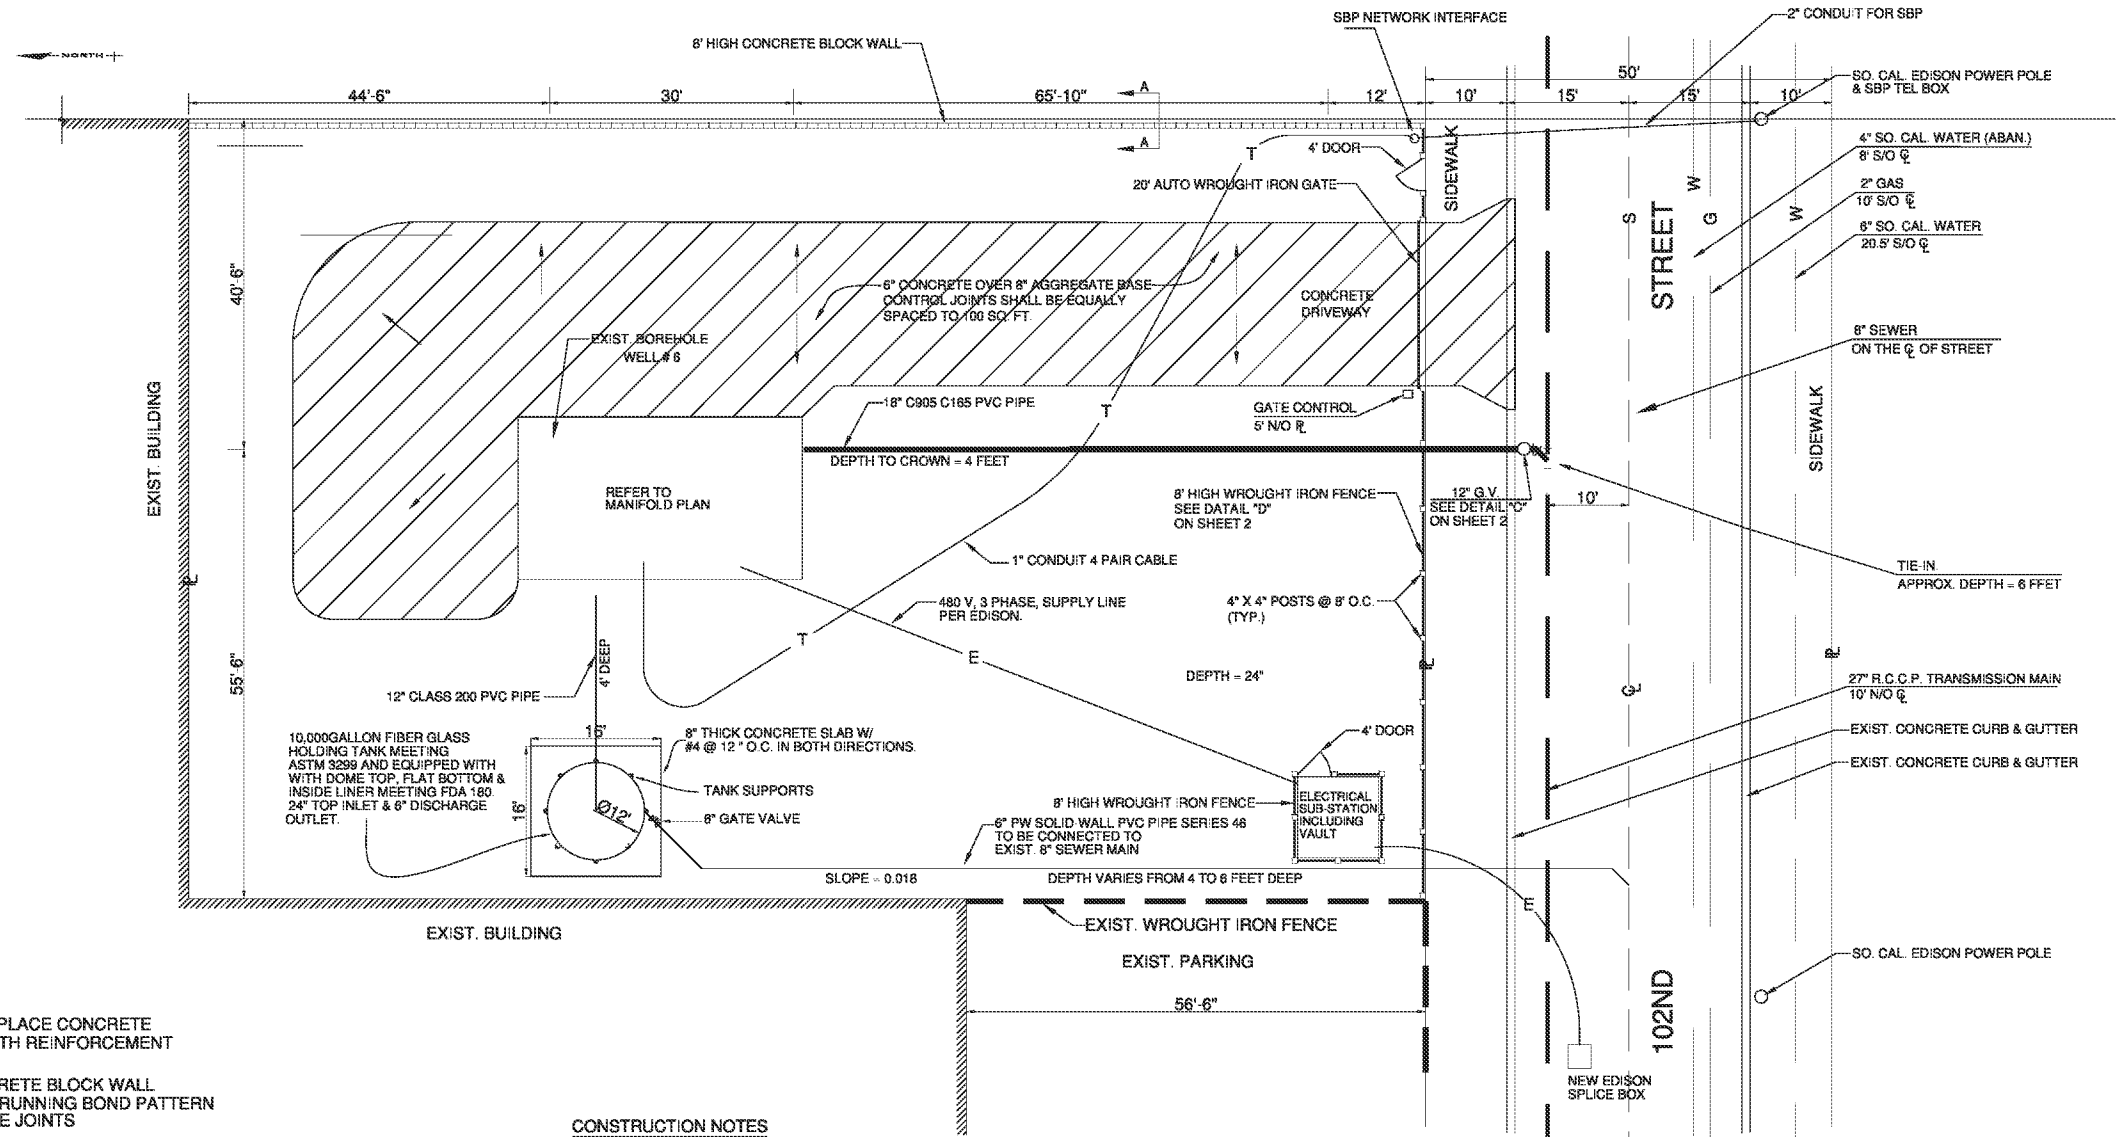 SBP NETWORK INTERFACE
2" CONDUIT FOR SBP
8' HIGH CONCRETE BLOCK WALL
NORTH
50'
SO. CAL. EDISON POWER POLE
& SBP TEL BOX
44'-6"
30'
65'-10"
A
12'
10'
15'
15'
10'
A
4' DOOR
T
SIDEWALK
4" SO. CAL. WATER (ABAN.)
8' S/O ℄
20' AUTO WROUGHT IRON GATE
W
2" GAS
10' S/O ℄
S
G
W
STREET
6" SO. CAL. WATER
20.5' S/O ℄
40'-6"
6" CONCRETE OVER 8" AGGREGATE BASE
CONTROL JOINTS SHALL BE EQUALLY
SPACED TO 100 SQ. FT.
CONCRETE
DRIVEWAY
EXIST. BOREHOLE
WELL # 6
8" SEWER
ON THE ℄ OF STREET
EXIST. BUILDING
18" C905 C165 PVC PIPE
T
GATE CONTROL
5' N/O ⅊
SIDEWALK
DEPTH TO CROWN = 4 FEET
REFER TO
MANIFOLD PLAN
8' HIGH WROUGHT IRON FENCE
SEE DATAIL "D"
ON SHEET 2
12" G.V.
SEE DETAIL "C"
ON SHEET 2
10'
1" CONDUIT 4 PAIR CABLE
TIE-IN.
APPROX. DEPTH = 6 FFET
⅊
480 V, 3 PHASE, SUPPLY LINE
PER EDISON.
4" X 4" POSTS @ 8' O.C.
(TYP.)
T
E
55'-6"
4' DEEP
DEPTH = 24"
⅊
⅊
℄
12" CLASS 200 PVC PIPE
27" R.C.C.P. TRANSMISSION MAIN
10' N/O ℄
10,000GALLON FIBER GLASS
HOLDING TANK MEETING
ASTM 3299 AND EQUIPPED WITH
WITH DOME TOP, FLAT BOTTOM &
INSIDE LINER MEETING FDA 180.
24" TOP INLET & 6" DISCHARGE
OUTLET.
16'
8" THICK CONCRETE SLAB W/
#4 @ 12 " O.C. IN BOTH DIRECTIONS.
4' DOOR
EXIST. CONCRETE CURB & GUTTER
EXIST. CONCRETE CURB & GUTTER
TANK SUPPORTS
16'
Ø12'
6" GATE VALVE
8' HIGH WROUGHT IRON FENCE
ELECTRICAL
SUB-STATION
INCLUDING
VAULT
6" PW SOLID-WALL PVC PIPE SERIES 46
TO BE CONNECTED TO
EXIST. 8" SEWER MAIN
SLOPE = 0.018
DEPTH VARIES FROM 4 TO 6 FEET DEEP
E
EXIST. BUILDING
EXIST. WROUGHT IRON FENCE
EXIST. PARKING
SO. CAL. EDISON POWER POLE
56'-6"
102ND
PLACE CONCRETE
TH REINFORCEMENT
RETE BLOCK WALL
RUNNING BOND PATTERN
E JOINTS
NEW EDISON
SPLICE BOX
CONSTRUCTION NOTES